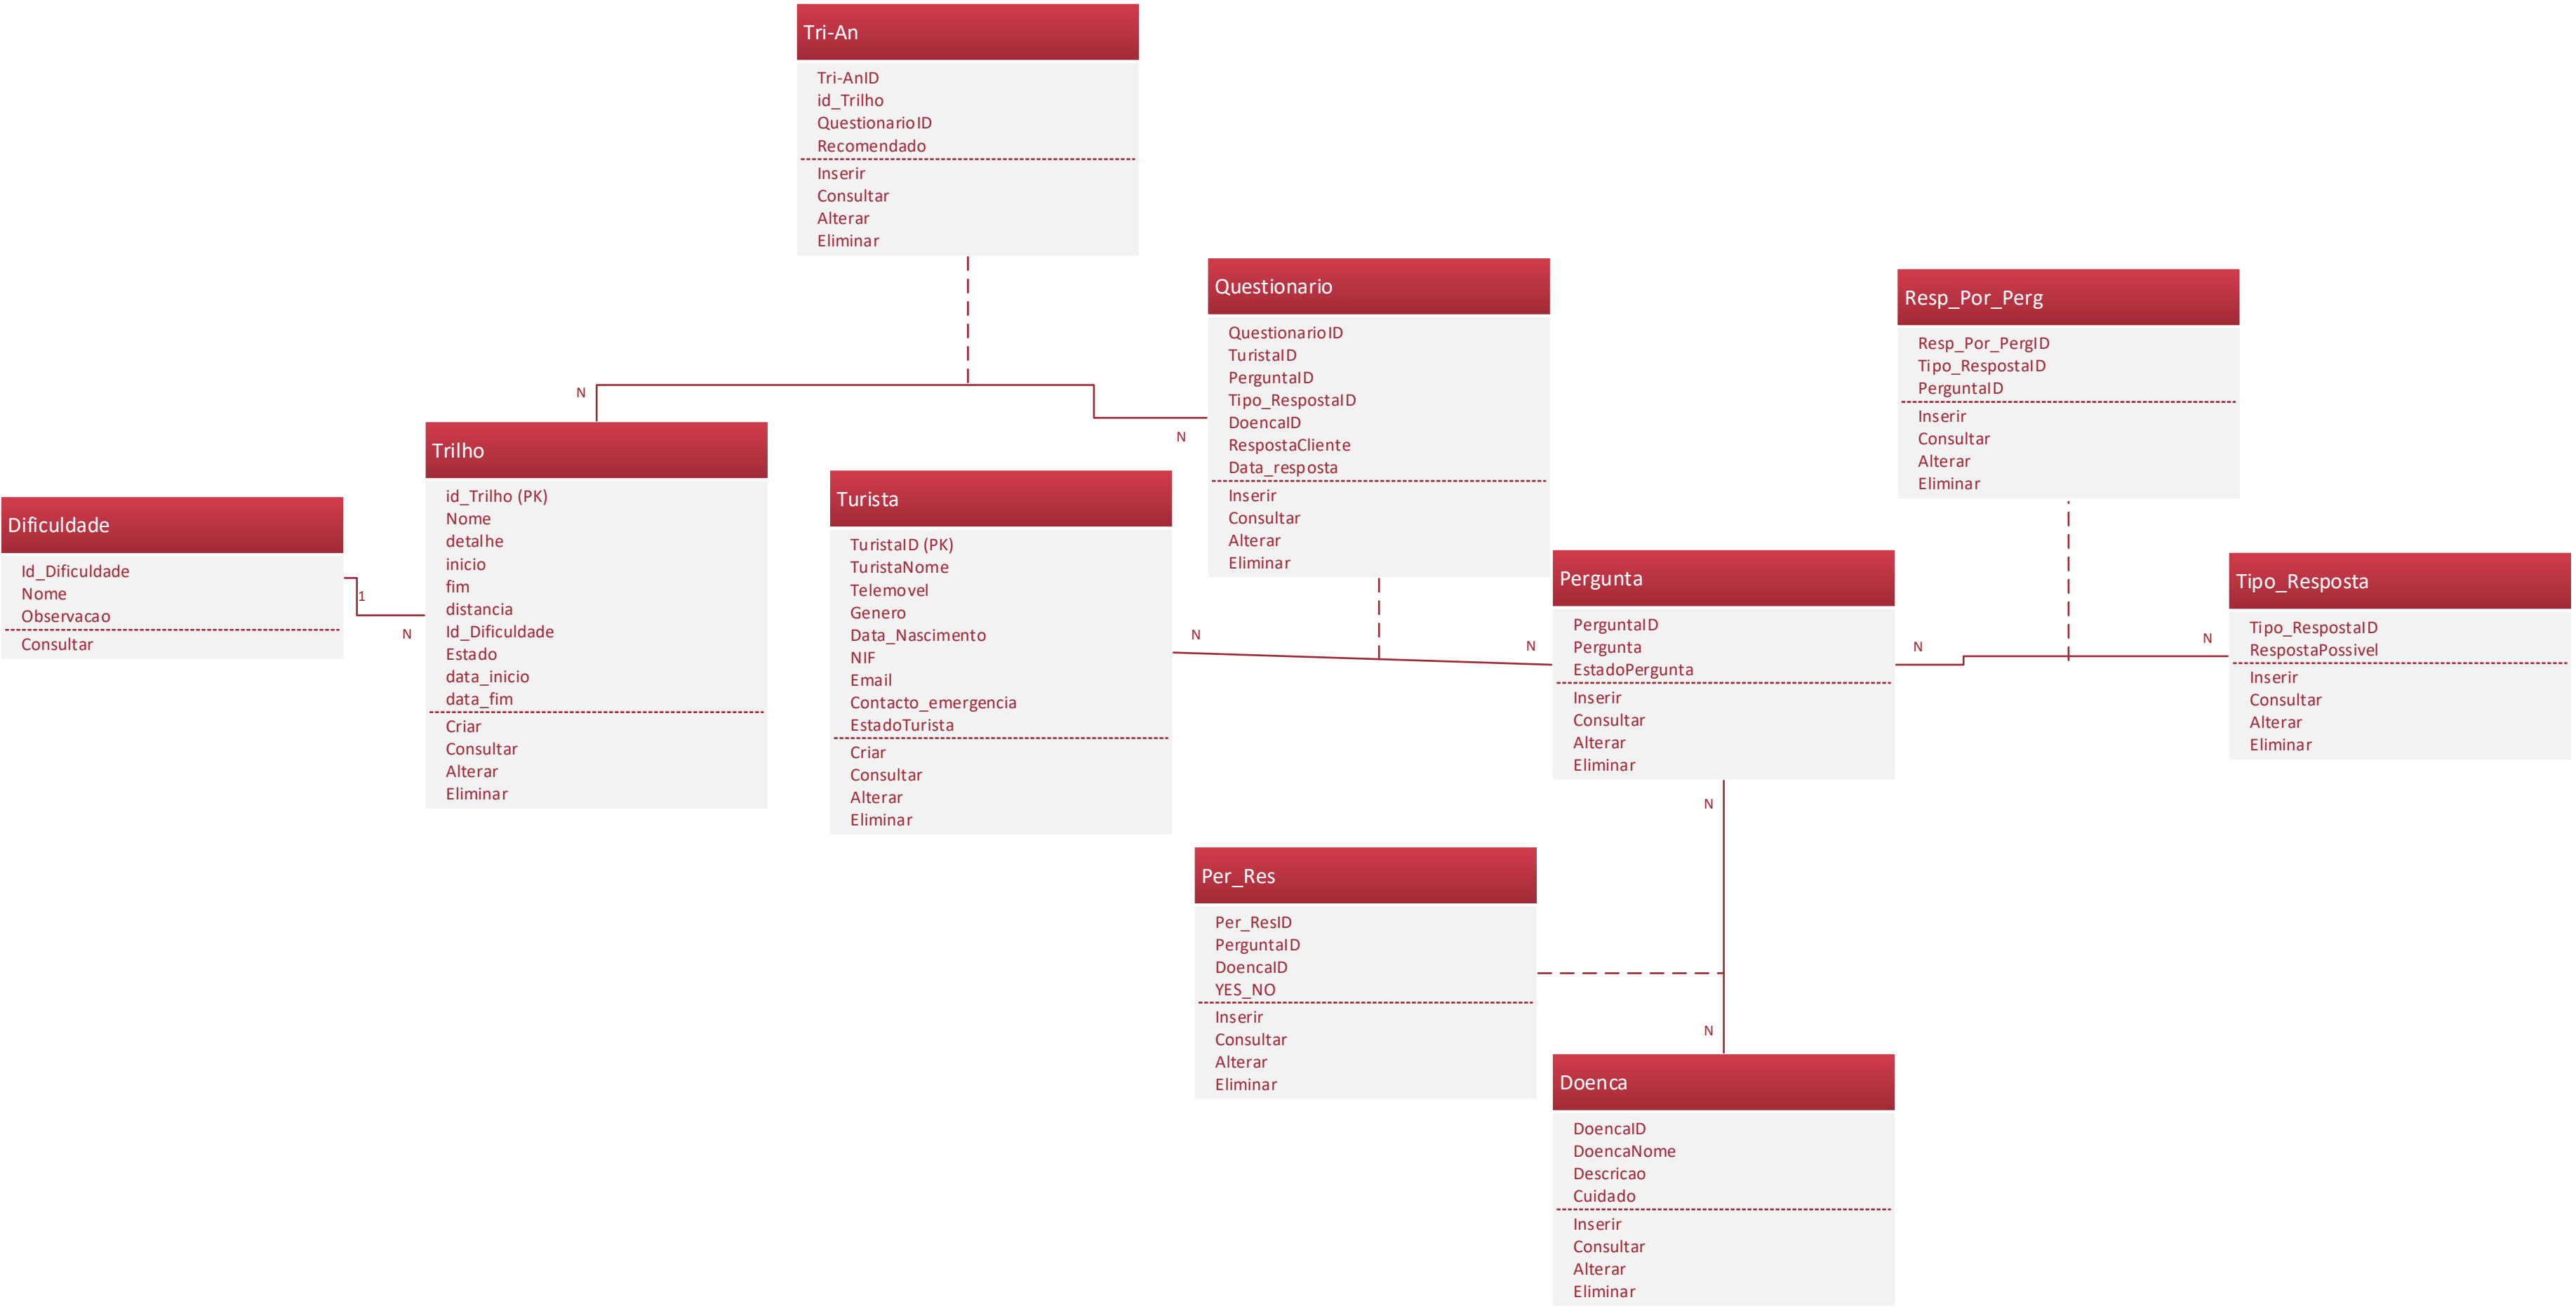 Tri-An
Tri-AnID
id_Trilho
QuestionarioID
Recomendado
Inserir
Consultar
Alterar
Eliminar
Questionario
QuestionarioID
TuristaID
PerguntaID
Tipo_RespostaID
DoencaID
RespostaCliente
Data_resposta
Inserir
Consultar
Alterar
Eliminar
Resp_Por_Perg
Resp_Por_PergID
Tipo_RespostaID
PerguntaID
Inserir
Consultar
Alterar
Eliminar
N
N
Trilho
id_Trilho (PK)
Nome
detalhe
inicio
fim
distancia
Id_Dificuldade
Estado
data_inicio
data_fim
Criar
Consultar
Alterar
Eliminar
Dificuldade
Id_Dificuldade
Nome
Observacao
Consultar
1
N
Turista
TuristaID (PK)
TuristaNome
Telemovel
Genero
Data_Nascimento
NIF
Email
Contacto_emergencia
EstadoTurista
Criar
Consultar
Alterar
Eliminar
N
N
Pergunta
PerguntaID
Pergunta
EstadoPergunta
Inserir
Consultar
Alterar
Eliminar
N
N
Tipo_Resposta
Tipo_RespostaID
RespostaPossivel
Inserir
Consultar
Alterar
Eliminar
N
Per_Res
Per_ResID
PerguntaID
DoencaID
YES_NO
Inserir
Consultar
Alterar
Eliminar
N
Doenca
DoencaID
DoencaNome
Descricao
Cuidado
Inserir
Consultar
Alterar
Eliminar